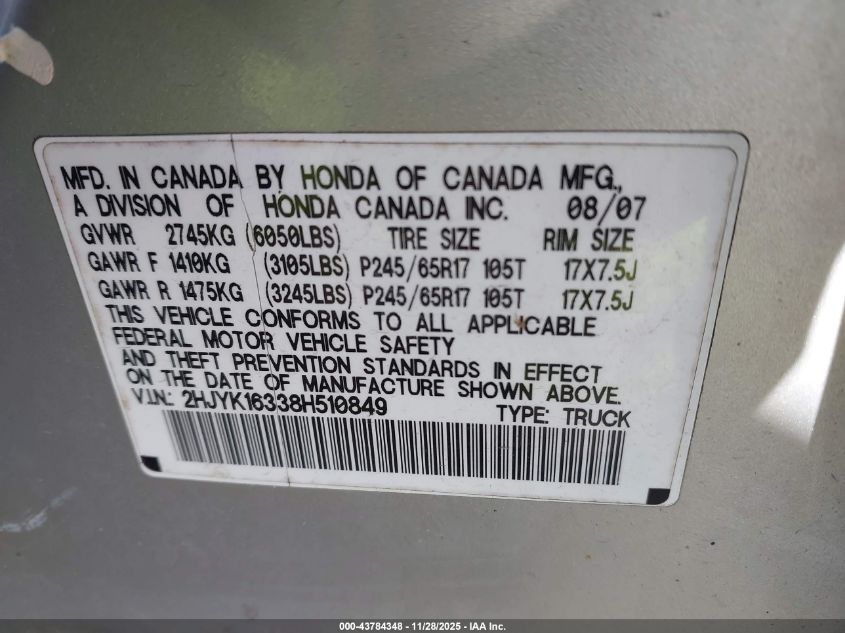 MFD. IN CANADA BY HONDA OF CANADA MFG.,
A DIVISION OF HONDA CANADA INC. 08/07
GVWR 2745KG (6050LBS) TIRE SIZE RIM SIZE
GAWR F 1410KG (3105LBS) P245/65R17 105T 17X7.5J
GAWR R 1475KG (3245LBS) P245/65R17 105T 17X7.5J
THIS VEHICLE CONFORMS TO ALL APPLICABLE
FEDERAL MOTOR VEHICLE SAFETY
AND THEFT PREVENTION STANDARDS IN EFFECT
ON THE DATE OF MANUFACTURE SHOWN ABOVE.
V.I.N.: 2HJYK16338H510849 TYPE: TRUCK
000-43784348 - 11/28/2025 - IAA Inc.